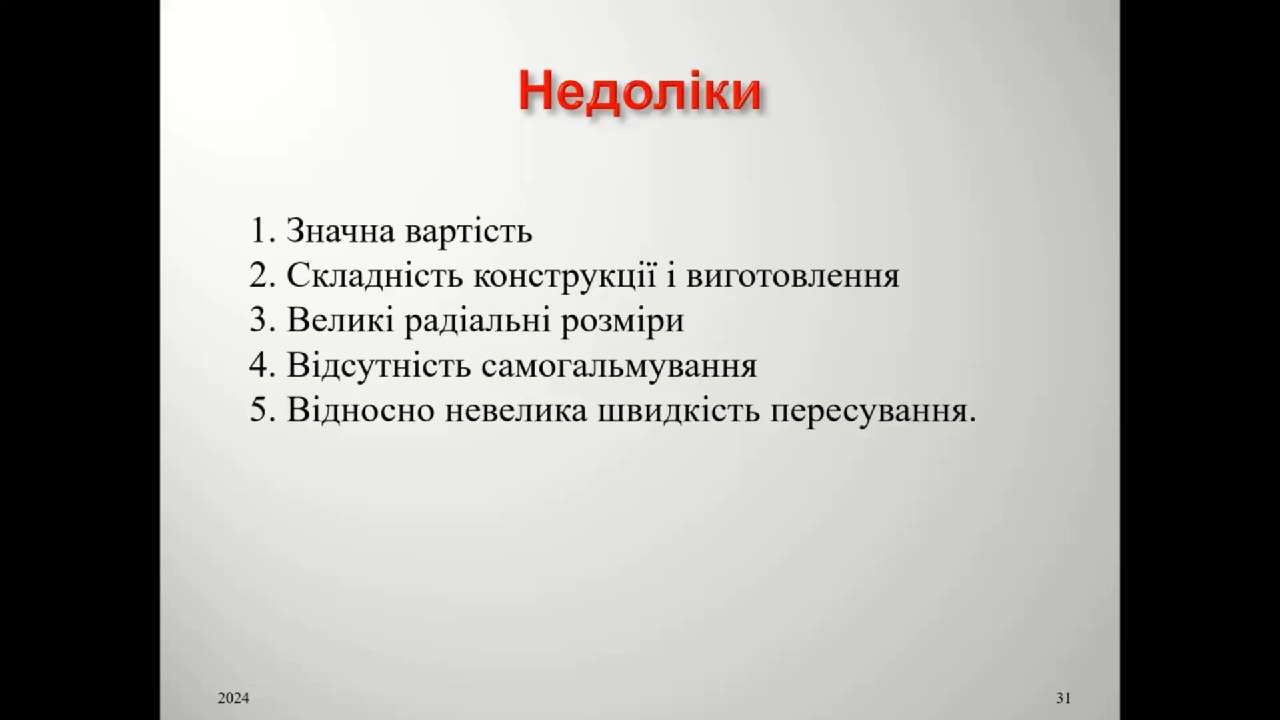 Недоліки
1. Значна вартість
2. Складність конструкції і виготовлення
3. Великі радіальні розміри
4. Відсутність самогальмування
5. Відносно невелика швидкість пересування.
2024
31